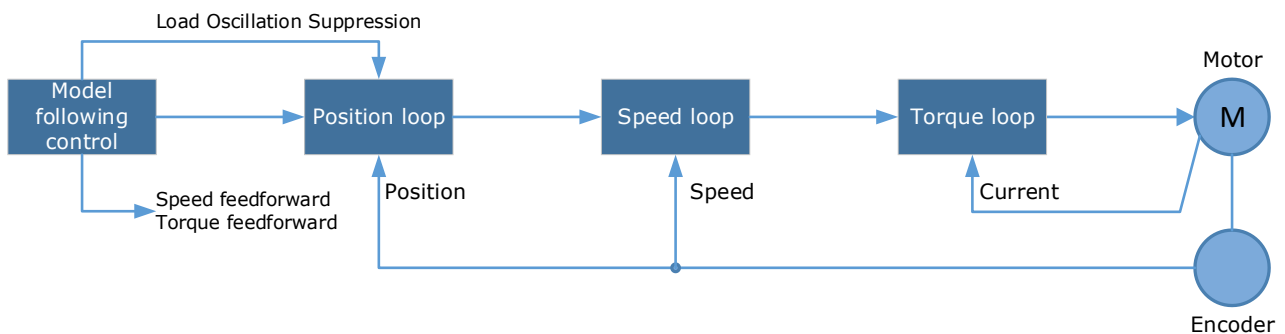 Load Oscillation Suppression
Motor
Model
following
control
Position loop
Speed loop
Torque loop
M
Position
Speed
Current
Speed feedforward
Torque feedforward
Encoder